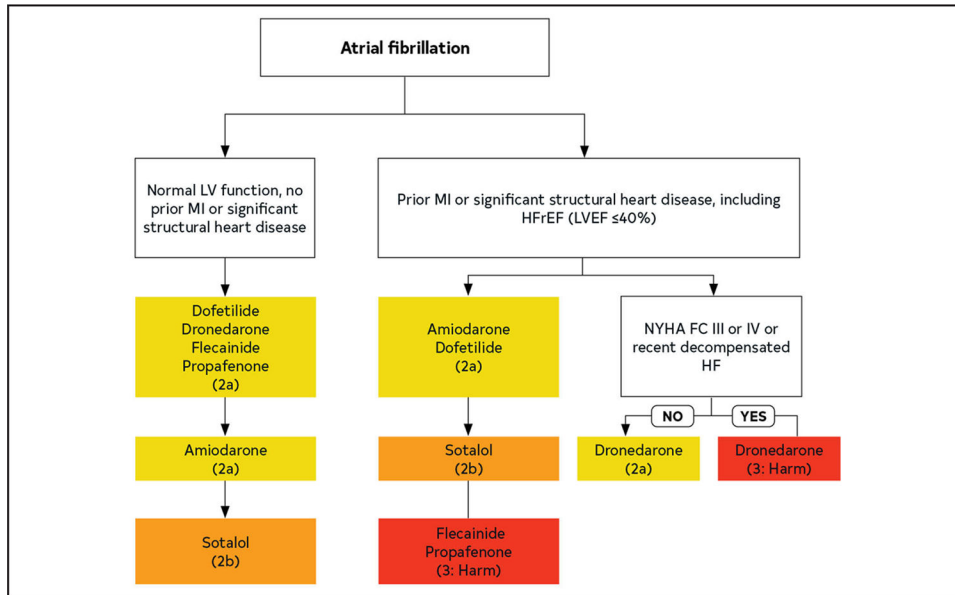 Atrial fibrillation
Normal LV function, no
prior MI or significant
structural heart disease
Prior MI or significant structural heart disease, including
HFrEF (LVEF ≤40%)
Dofetilide
Dronedarone
Flecainide
Propafenone
(2a)
Amiodarone
Dofetilide
(2a)
NYHA FC III or IV or
recent decompensated
HF
NO
YES
Amiodarone
(2a)
Sotalol
(2b)
Dronedarone
(2a)
Dronedarone
(3: Harm)
Sotalol
(2b)
Flecainide
Propafenone
(3: Harm)